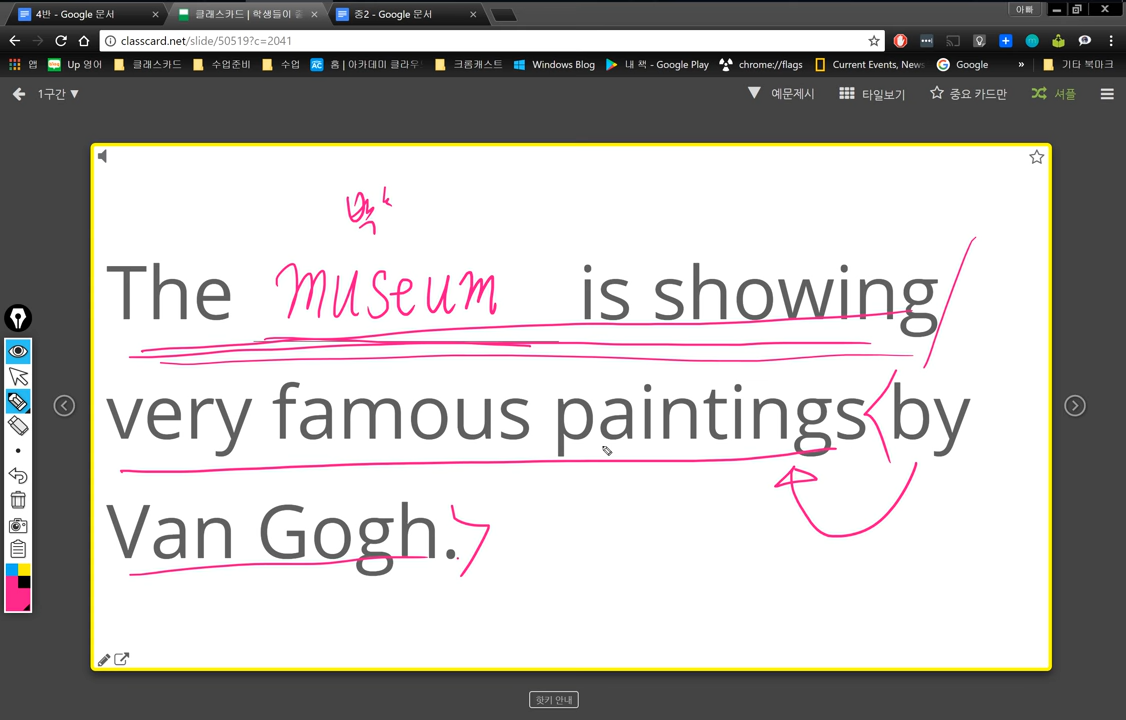 4반 - Google 문서
클래스카드 | 학생들이 좋
중2 - Google 문서
아빠
classcard.net/slide/50519?c=2041
앱 Up 영어 클래스카드 수업준비 수업 홈 | 아카데미 클라우 크롬캐스트 Windows Blog 내 책 - Google Play chrome://flags Current Events, News Google » 기타 북마크
1구간 ▼ ▼ 예문제시 타일보기 중요 카드만 셔플
The museum is showing
very famous paintings by
Van Gogh.
핫키 안내